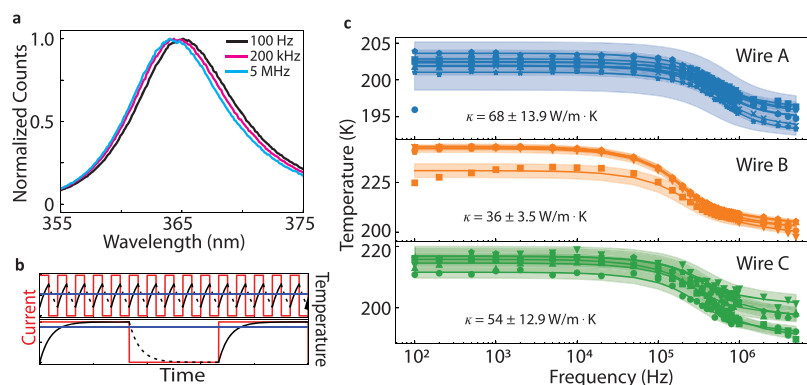 a
Normalized Counts
1.0
0.5
0
100 Hz
200 kHz
5 MHz
355
365
375
Wavelength (nm)
b
Current
Temperature
Time
c
Temperature (K)
205
200
195
Wire A
κ = 68 ± 13.9 W/m · K
225
200
Wire B
κ = 36 ± 3.5 W/m · K
220
200
Wire C
κ = 54 ± 12.9 W/m · K
10² 10³ 10⁴ 10⁵ 10⁶
Frequency (Hz)